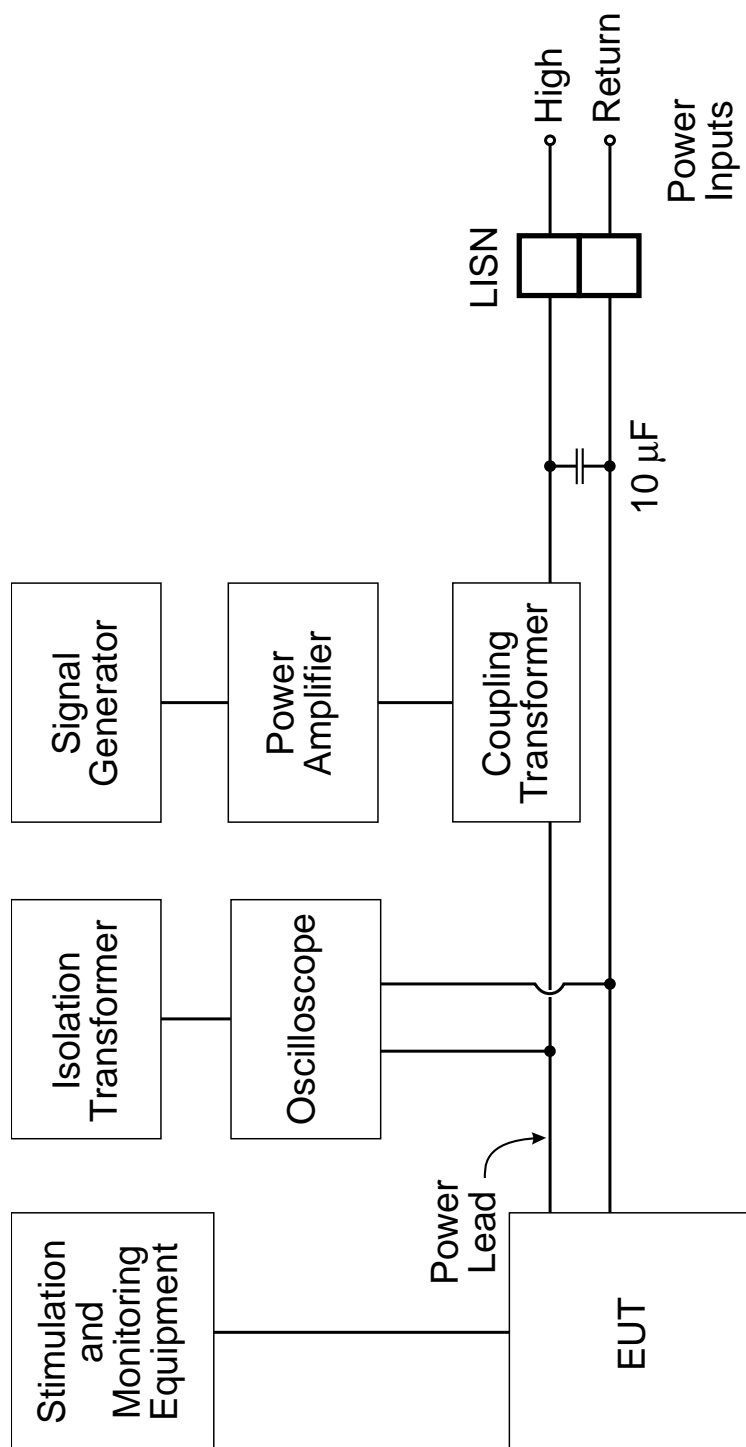 Stimulation
and
Monitoring
Equipment
Isolation
Transformer
Signal
Generator
Oscilloscope
Power
Amplifier
Coupling
Transformer
Power
Lead
LISN
High
Return
EUT
10 µF
Power
Inputs